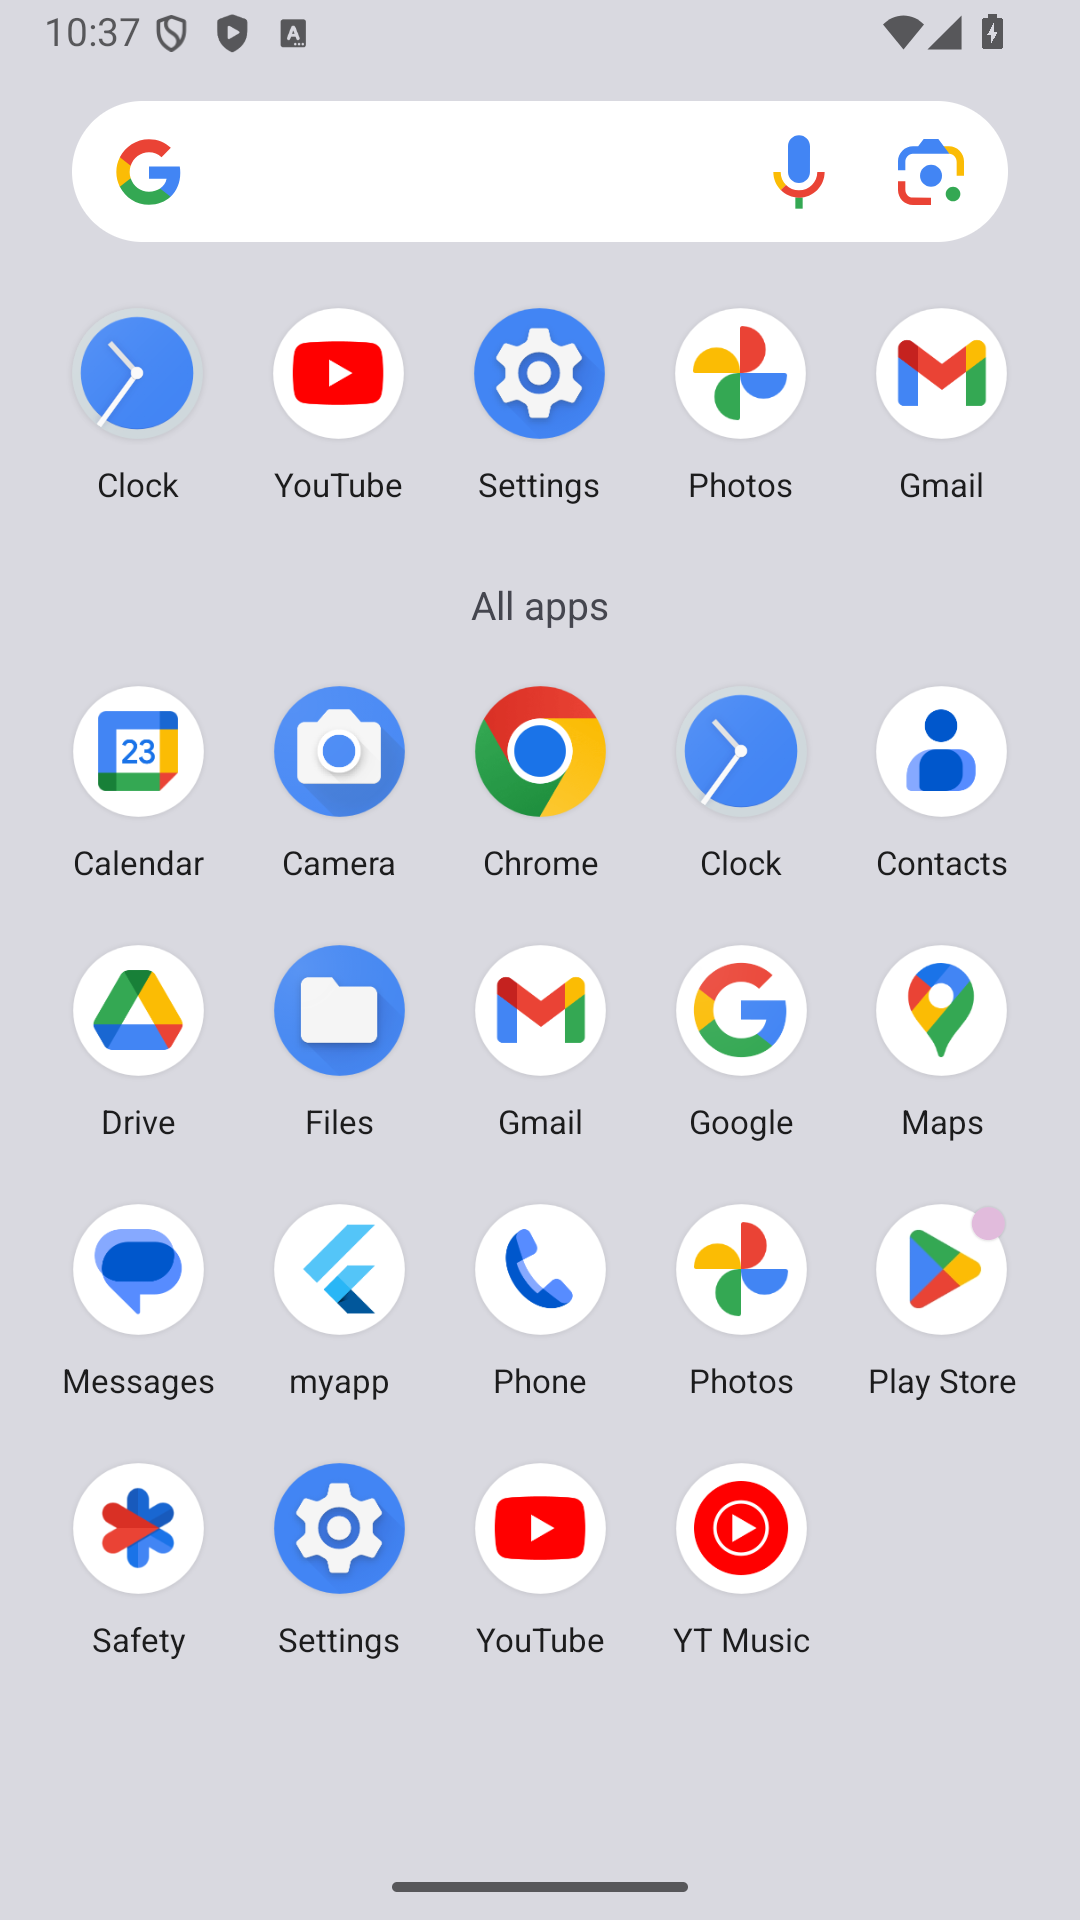 10:37
Clock YouTube Settings Photos Gmail
All apps
23
Calendar Camera Chrome Clock Contacts
Drive Files Gmail Google Maps
Messages myapp Phone Photos Play Store
Safety Settings YouTube YT Music